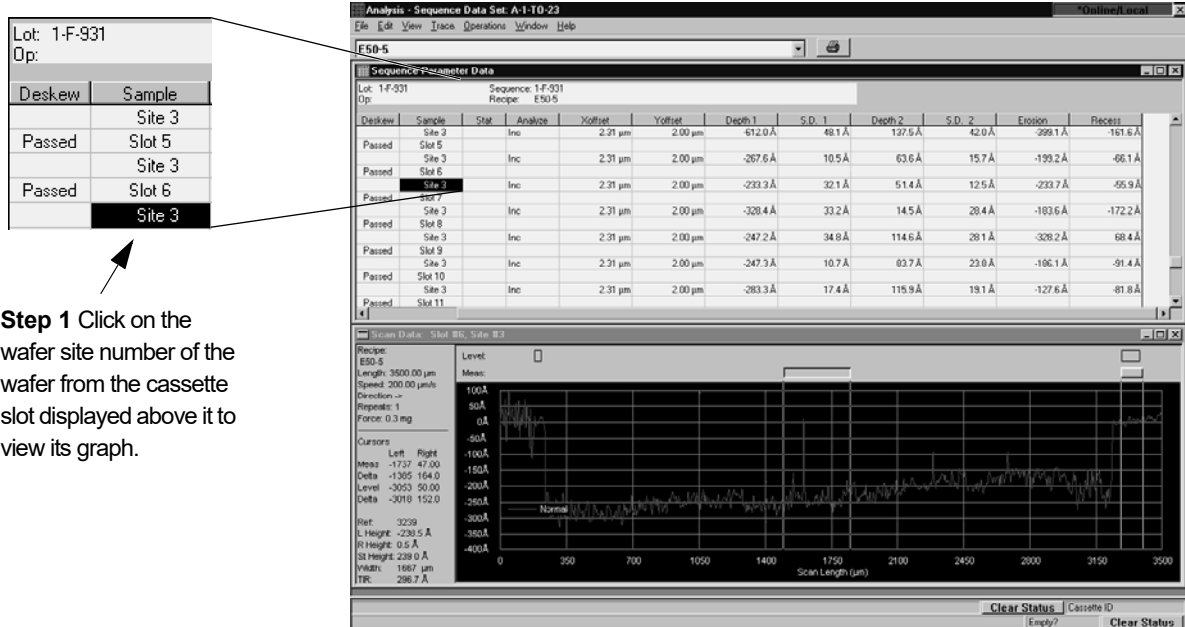 Lot: 1-F-931
Op:
Deskew Sample
Site 3
Passed Slot 5
Site 3
Passed Slot 6
Site 3
Step 1 Click on the
wafer site number of the
wafer from the cassette
slot displayed above it to
view its graph.
Analysis - Sequence Data Set: A-1-TO-23 *Online/Local
File Edit View Trace Operations Window Help
E50-5
Sequence Parameter Data
Lot: 1-F-931 Sequence: 1-F-931
Op: Recipe: E50-5
Deskew Sample Stat Analyze Xoffset Yoffset Depth 1 S.D. 1 Depth 2 S.D. 2 Erosion Recess
Site 3 Inc 2.31 µm 2.00 µm -612.0 Å 48.1 Å 137.5 Å 42.0 Å -399.1 Å -161.6 Å
Passed Slot 5
Site 3 Inc 2.31 µm 2.00 µm -267.6 Å 10.5 Å 63.6 Å 15.7 Å -199.2 Å -66.1 Å
Passed Slot 6
Site 3 Inc 2.31 µm 2.00 µm -233.3 Å 32.1 Å 51.4 Å 12.5 Å -233.7 Å -55.9 Å
Passed Slot 7
Site 3 Inc 2.31 µm 2.00 µm -328.4 Å 33.2 Å 14.5 Å 28.4 Å -183.6 Å -172.2 Å
Passed Slot 8
Site 3 Inc 2.31 µm 2.00 µm -247.2 Å 34.8 Å 114.6 Å 28.1 Å -328.2 Å 68.4 Å
Passed Slot 9
Site 3 Inc 2.31 µm 2.00 µm -247.3 Å 10.7 Å 83.7 Å 23.8 Å -186.1 Å -91.4 Å
Passed Slot 10
Site 3 Inc 2.31 µm 2.00 µm -283.3 Å 17.4 Å 115.9 Å 19.1 Å -127.6 Å -81.8 Å
Passed Slot 11
Scan Data: Slot #6, Site #3
Recipe:
E50-5
Length: 3500.00 µm
Speed: 200.00 µm/s
Direction ->
Repeats: 1
Force: 0.3 mg
Cursors
Left Right
Meas -1737 47.00
Delta -1385 164.0
Level -3053 50.00
Delta -3018 152.0
Ref: 3239
L Height: -238.5 Å
R Height: 0.5 Å
St Height: 239.0 Å
Width: 1667 µm
TIR: 296.7 Å
Level:
Meas:
100Å
50Å
0Å
-50Å
-100Å
-150Å
-200Å
-250Å
-300Å
-350Å
-400Å
Normal
0 350 700 1050 1400 1750 2100 2450 2800 3150 3500
Scan Length (µm)
Clear Status Cassette ID
Empty? Clear Status